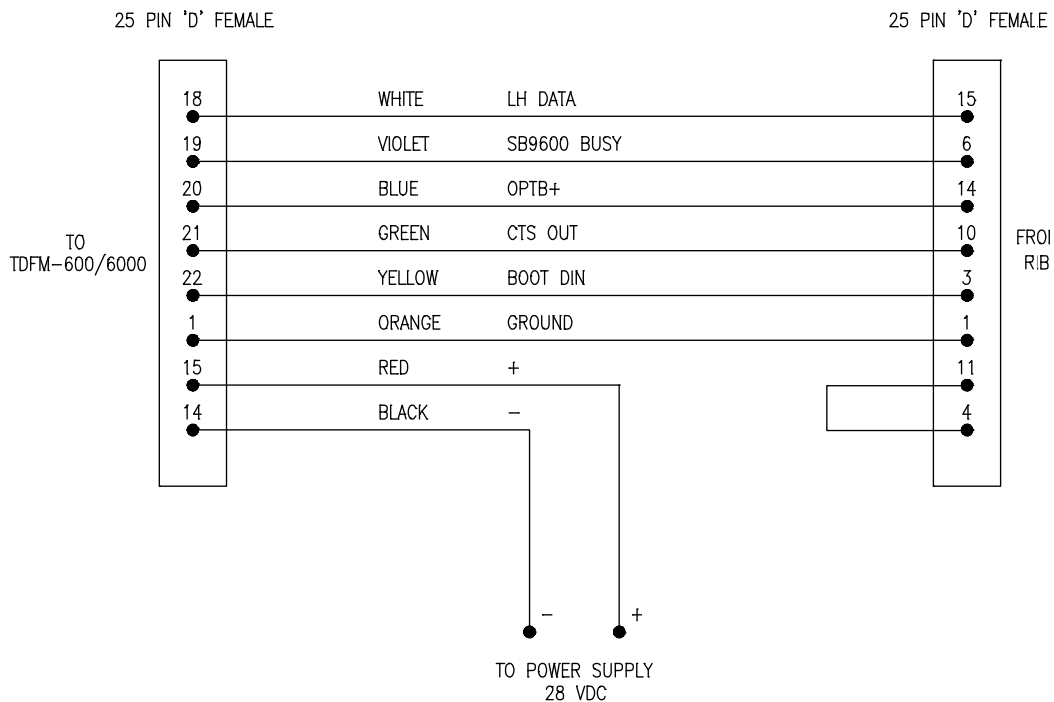 25 PIN 'D' FEMALE
25 PIN 'D' FEMALE
18 WHITE LH DATA 15
19 VIOLET SB9600 BUSY 6
20 BLUE OPTB+ 14
21 GREEN CTS OUT 10
TO
TDFM-600/6000
FROI
RIB
22 YELLOW BOOT DIN 3
1 ORANGE GROUND 1
15 RED + 11
14 BLACK - 4
- +
TO POWER SUPPLY
28 VDC